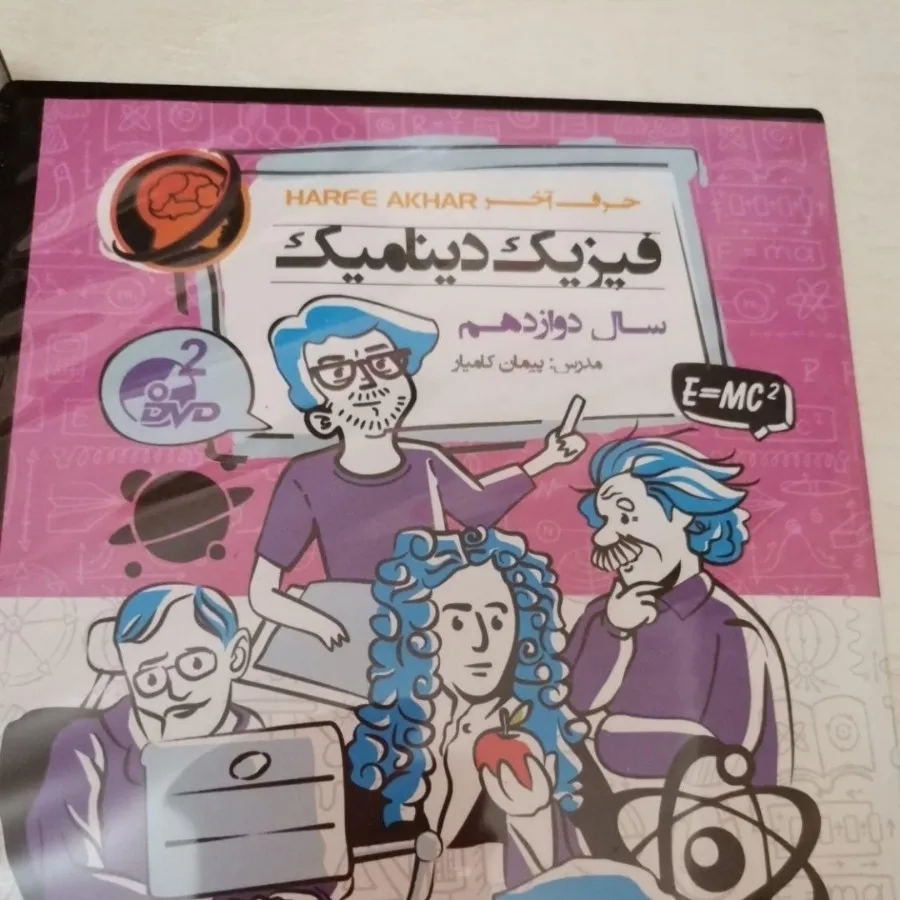 حرف آخر HARFE AKHAR
فیزیک دینامیک
سال دوازدهم
مدرس: پیمان کامیار
2
DVD
E=MC²